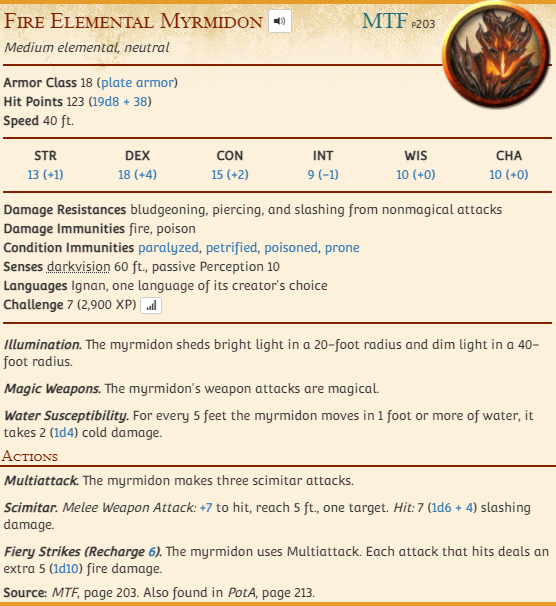 Fire Elemental Myrmidon MTF p203
Medium elemental, neutral
Armor Class 18 (plate armor)
Hit Points 123 (19d8 + 38)
Speed 40 ft.
STR DEX CON INT WIS CHA
13 (+1) 18 (+4) 15 (+2) 9 (−1) 10 (+0) 10 (+0)
Damage Resistances bludgeoning, piercing, and slashing from nonmagical attacks
Damage Immunities fire, poison
Condition Immunities paralyzed, petrified, poisoned, prone
Senses darkvision 60 ft., passive Perception 10
Languages Ignan, one language of its creator's choice
Challenge 7 (2,900 XP)
Illumination. The myrmidon sheds bright light in a 20-foot radius and dim light in a 40-
foot radius.
Magic Weapons. The myrmidon's weapon attacks are magical.
Water Susceptibility. For every 5 feet the myrmidon moves in 1 foot or more of water, it
takes 2 (1d4) cold damage.
Actions
Multiattack. The myrmidon makes three scimitar attacks.
Scimitar. Melee Weapon Attack: +7 to hit, reach 5 ft., one target. Hit: 7 (1d6 + 4) slashing
damage.
Fiery Strikes (Recharge 6). The myrmidon uses Multiattack. Each attack that hits deals an
extra 5 (1d10) fire damage.
Source: MTF, page 203. Also found in PotA, page 213.